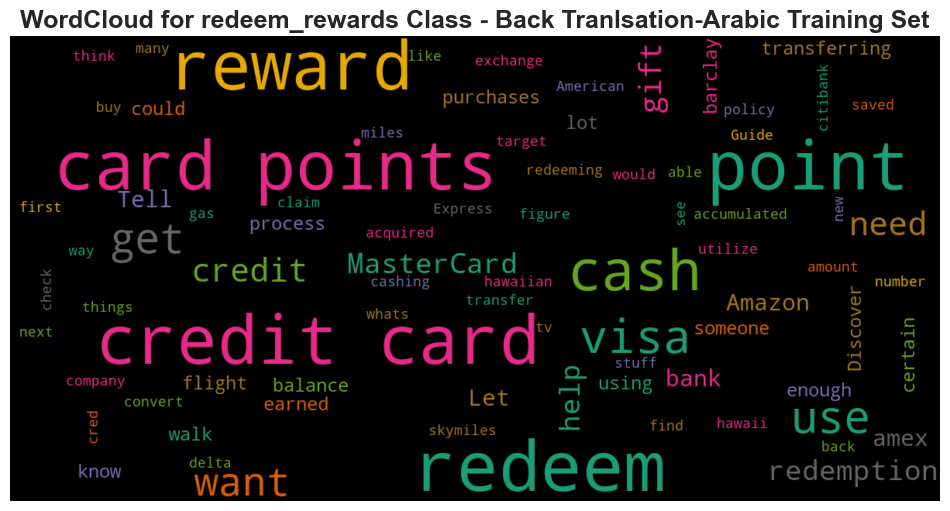 WordCloud for redeem_rewards Class - Back Tranlsation-Arabic Training Set
think many reward like exchange gift barclay transferring
buy could purchases American citibank policy saved
miles lot target Guide
card points redeeming would able point
first Tell gas claim Express figure see accumulated new
process need
way get acquired utilize
check credit MasterCard cash amount
cashing hawaiian number
things transfer Amazon
next credit card whats tv visa someone Discover certain
stuff
company flight balance help using bank enough
convert earned Let use
cred walk skymiles find hawaii back amex
know delta want redeem redemption